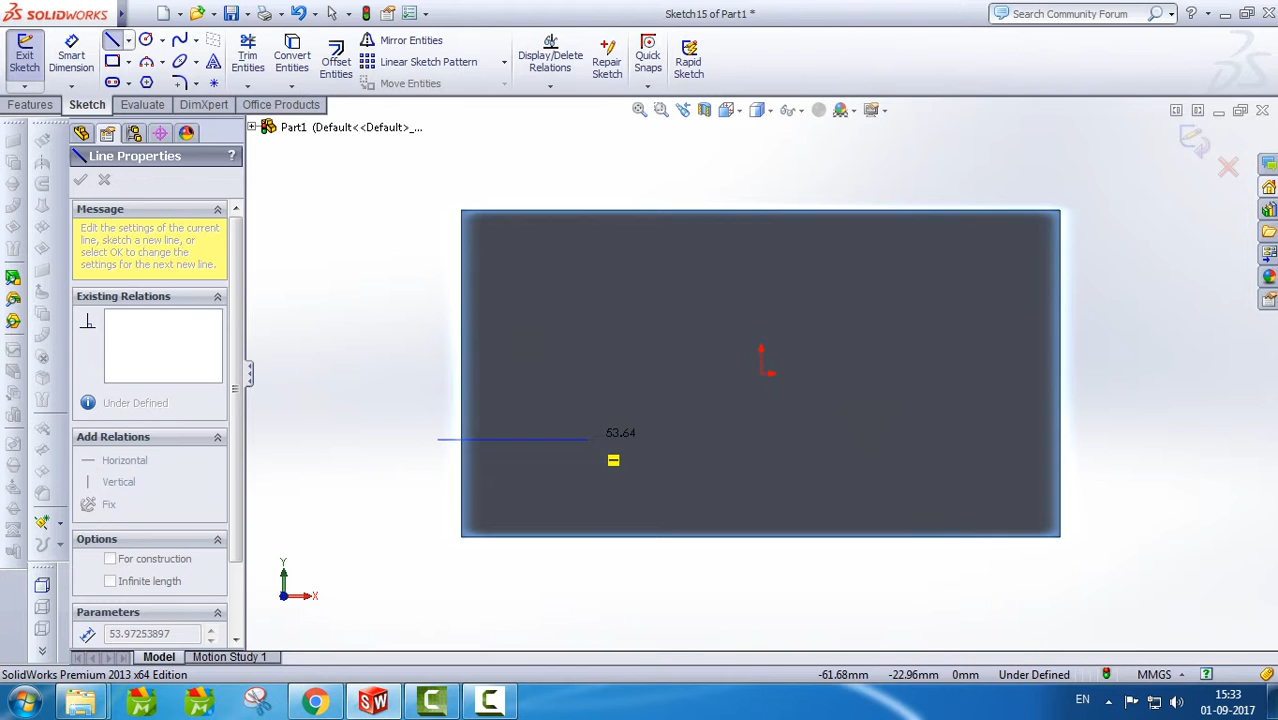 SOLIDWORKS
Sketch15 of Part1 *
Search Community Forum
Exit Sketch
Smart Dimension
Trim Entities
Convert Entities
Offset Entities
Mirror Entities
Linear Sketch Pattern
Move Entities
Display/Delete Relations
Repair Sketch
Quick Snaps
Rapid Sketch
Features
Sketch
Evaluate
DimXpert
Office Products
Part1 (Default<<Default>_...
Line Properties
?
Message
Edit the settings of the current
line, sketch a new line, or
select OK to change the
settings for the next new line.
Existing Relations
Under Defined
Add Relations
Horizontal
Vertical
Fix
Options
For construction
Infinite length
Parameters
53.97253897
53.64
Y
X
Model
Motion Study 1
SolidWorks Premium 2013 x64 Edition
-61.68mm
-22.96mm
0mm
Under Defined
MMGS
?
EN
15:33
01-09-2017